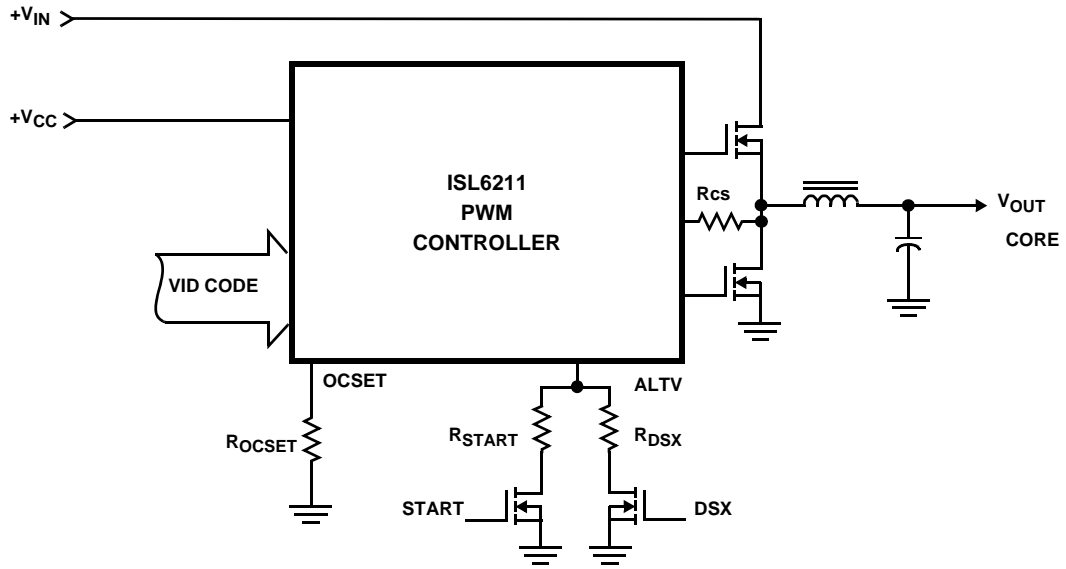 +VIN
+VCC
ISL6211
PWM
CONTROLLER
Rcs
VOUT
CORE
VID CODE
OCSET
ALTV
ROCSET
RSTART
RDSX
START
DSX